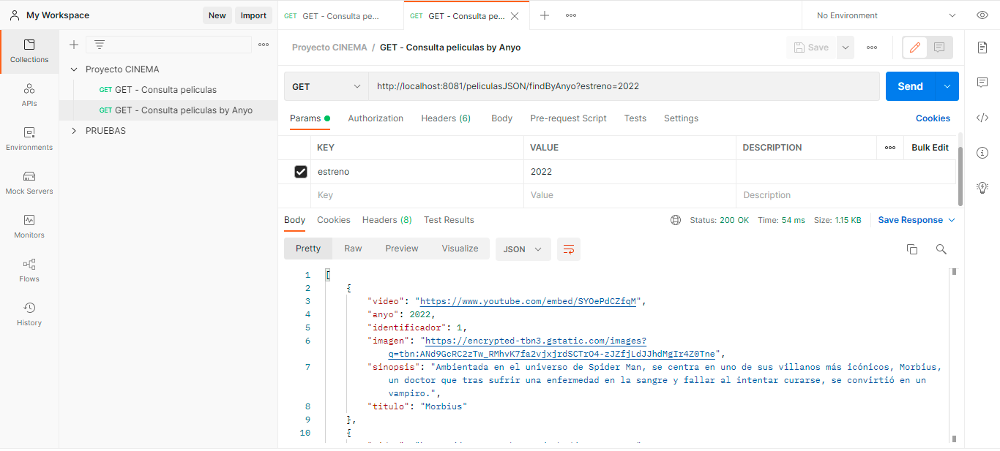 My Workspace
New
Import
GET GET - Consulta pe...
GET GET - Consulta pe...
No Environment
Collections
APIs
Environments
Mock Servers
Monitors
Flows
History
Proyecto CINEMA
GET GET - Consulta peliculas
GET GET - Consulta peliculas by Anyo
PRUEBAS
Proyecto CINEMA / GET - Consulta peliculas by Anyo
Save
GET
http://localhost:8081/peliculasJSON/findByAnyo?estreno=2022
Send
Params
Authorization
Headers (6)
Body
Pre-request Script
Tests
Settings
Cookies
KEY VALUE DESCRIPTION
Bulk Edit
estreno 2022
Key Value Description
Body
Cookies
Headers (8)
Test Results
Status: 200 OK
Time: 54 ms
Size: 1.15 KB
Save Response
Pretty
Raw
Preview
Visualize
JSON
1 [
2 {
3 "video": "https://www.youtube.com/embed/SYOePdCZfqM",
4 "anyo": 2022,
5 "identificador": 1,
6 "imagen": "https://encrypted-tbn3.gstatic.com/images?
q=tbn:ANd9GcRC2zTw_RMhvK7fa2vjxjrdSCTrO4-zJZfjLdJJhdMgIr4Z0Tne",
7 "sinopsis": "Ambientada en el universo de Spider Man, se centra en uno de sus villanos más icónicos, Morbius,
un doctor que tras sufrir una enfermedad en la sangre y fallar al intentar curarse, se convirtió en un
vampiro.",
8 "titulo": "Morbius"
9 },
10 {